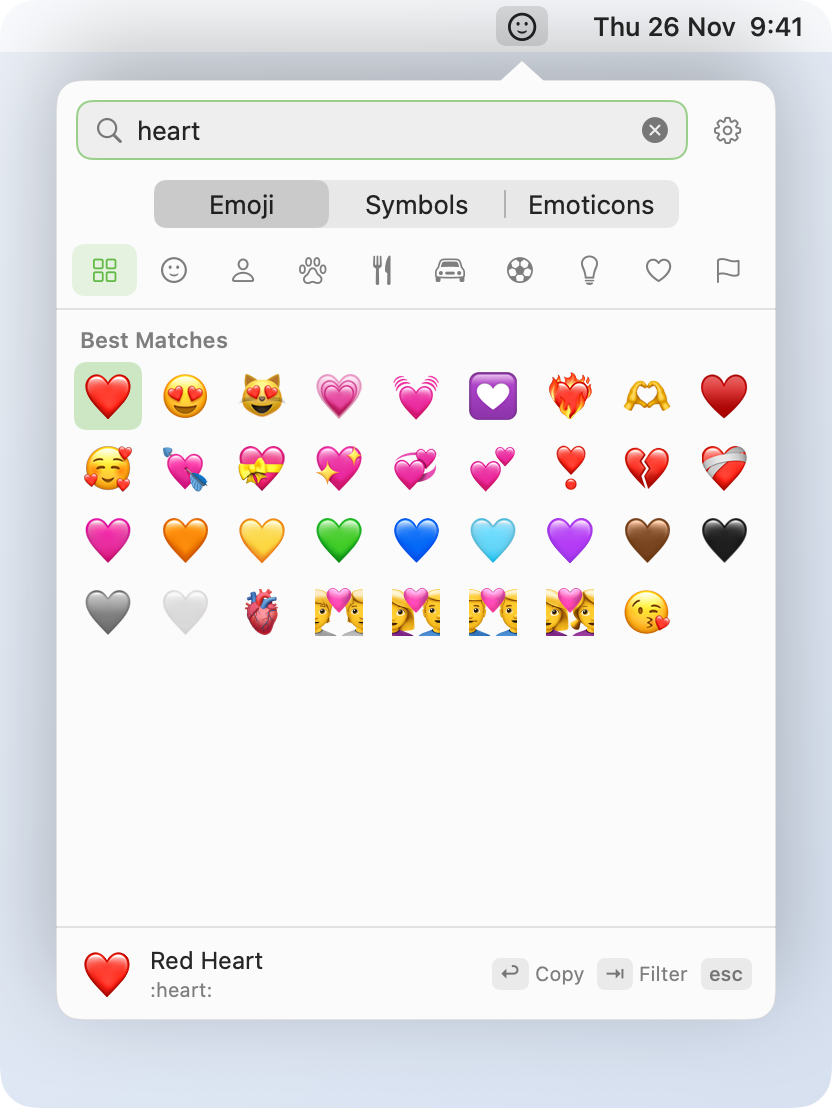 Thu 26 Nov 9:41
heart
Emoji Symbols Emoticons
Best Matches
Red Heart
:heart:
Copy Filter esc